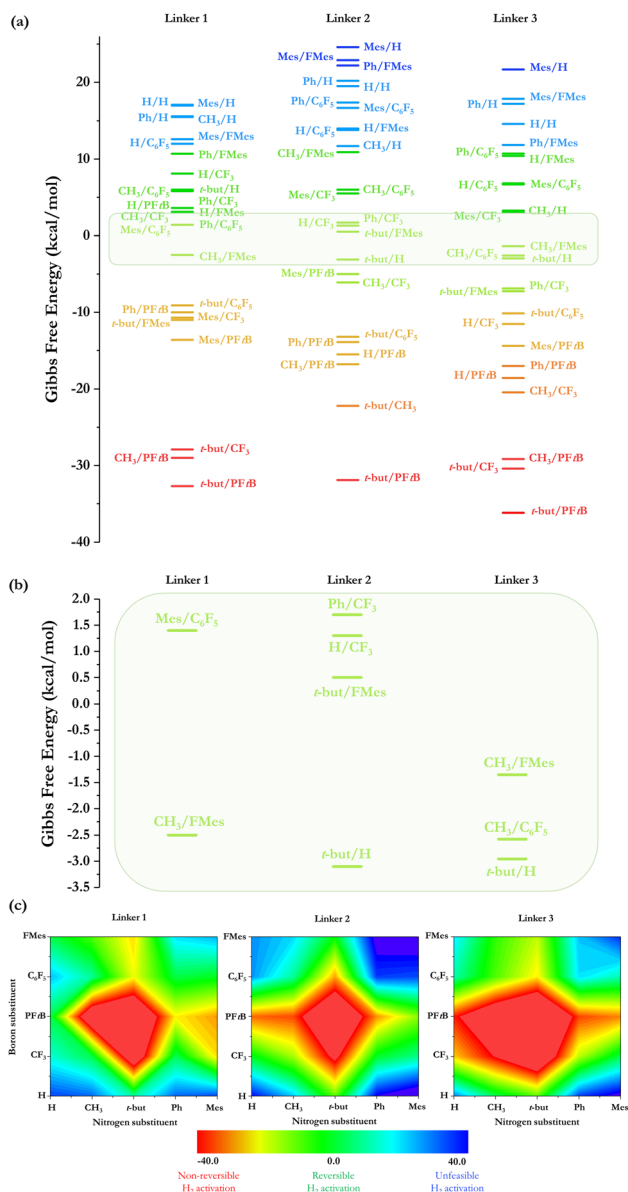 (a)
Linker 1 Linker 2 Linker 3
Gibbs Free Energy (kcal/mol)
20
10
0
-10
-20
-30
-40
H/H Mes/H
Ph/H CH₃/H
H/C₆F₅ Mes/FMes
Ph/FMes
H/CF₃
CH₃/C₆F₅ t-but/H
Ph/CF₃
H/PFtB H/FMes
CH₃/CF₃
Mes/C₆F₅ Ph/C₆F₅
CH₃/FMes
t-but/C₆F₅
Ph/PFtB Mes/CF₃
t-but/FMes
Mes/PFtB
t-but/CF₃
CH₃/PFtB
t-but/PFtB
Mes/H
Mes/FMes Ph/FMes
Ph/H H/H
Ph/C₆F₅ Mes/C₆F₅
H/C₆F₅ H/FMes
CH₃/FMes CH₃/H
Mes/CF₃ CH₃/C₆F₅
H/CF₃ Ph/CF₃
t-but/FMes
t-but/H
Mes/PFtB CH₃/CF₃
t-but/C₆F₅
Ph/PFtB
H/PFtB
CH₃/PFtB
t-but/CH₃
t-but/PFtB
Mes/H
Ph/H Mes/FMes
H/H
Ph/FMes
Ph/C₆F₅ H/FMes
H/C₆F₅ Mes/C₆F₅
Mes/CF₃ CH₃/H
CH₃/FMes
CH₃/C₆F₅ t-but/H
t-but/FMes Ph/CF₃
t-but/C₆F₅
H/CF₃
Mes/PFtB
Ph/PFtB
H/PFtB
CH₃/CF₃
CH₃/PFtB
t-but/CF₃
t-but/PFtB
(b)
Linker 1 Linker 2 Linker 3
Gibbs Free Energy (kcal/mol)
2.0
1.5
1.0
0.5
0.0
-0.5
-1.0
-1.5
-2.0
-2.5
-3.0
-3.5
Mes/C₆F₅
CH₃/FMes
Ph/CF₃
H/CF₃
t-but/FMes
t-but/H
CH₃/FMes
CH₃/C₆F₅
t-but/H
(c)
Linker 1 Linker 2 Linker 3
Boron substituent
FMes
C₆F₅
PFtB
CF₃
H
H CH₃ t-but Ph Mes
Nitrogen substituent
FMes
C₆F₅
PFtB
CF₃
H
H CH₃ t-but Ph Mes
Nitrogen substituent
FMes
C₆F₅
PFtB
CF₃
H
H CH₃ t-but Ph Mes
Nitrogen substituent
-40.0 0.0 40.0
Non-reversible Reversible Unfeasible
H₂ activation H₂ activation H₂ activation